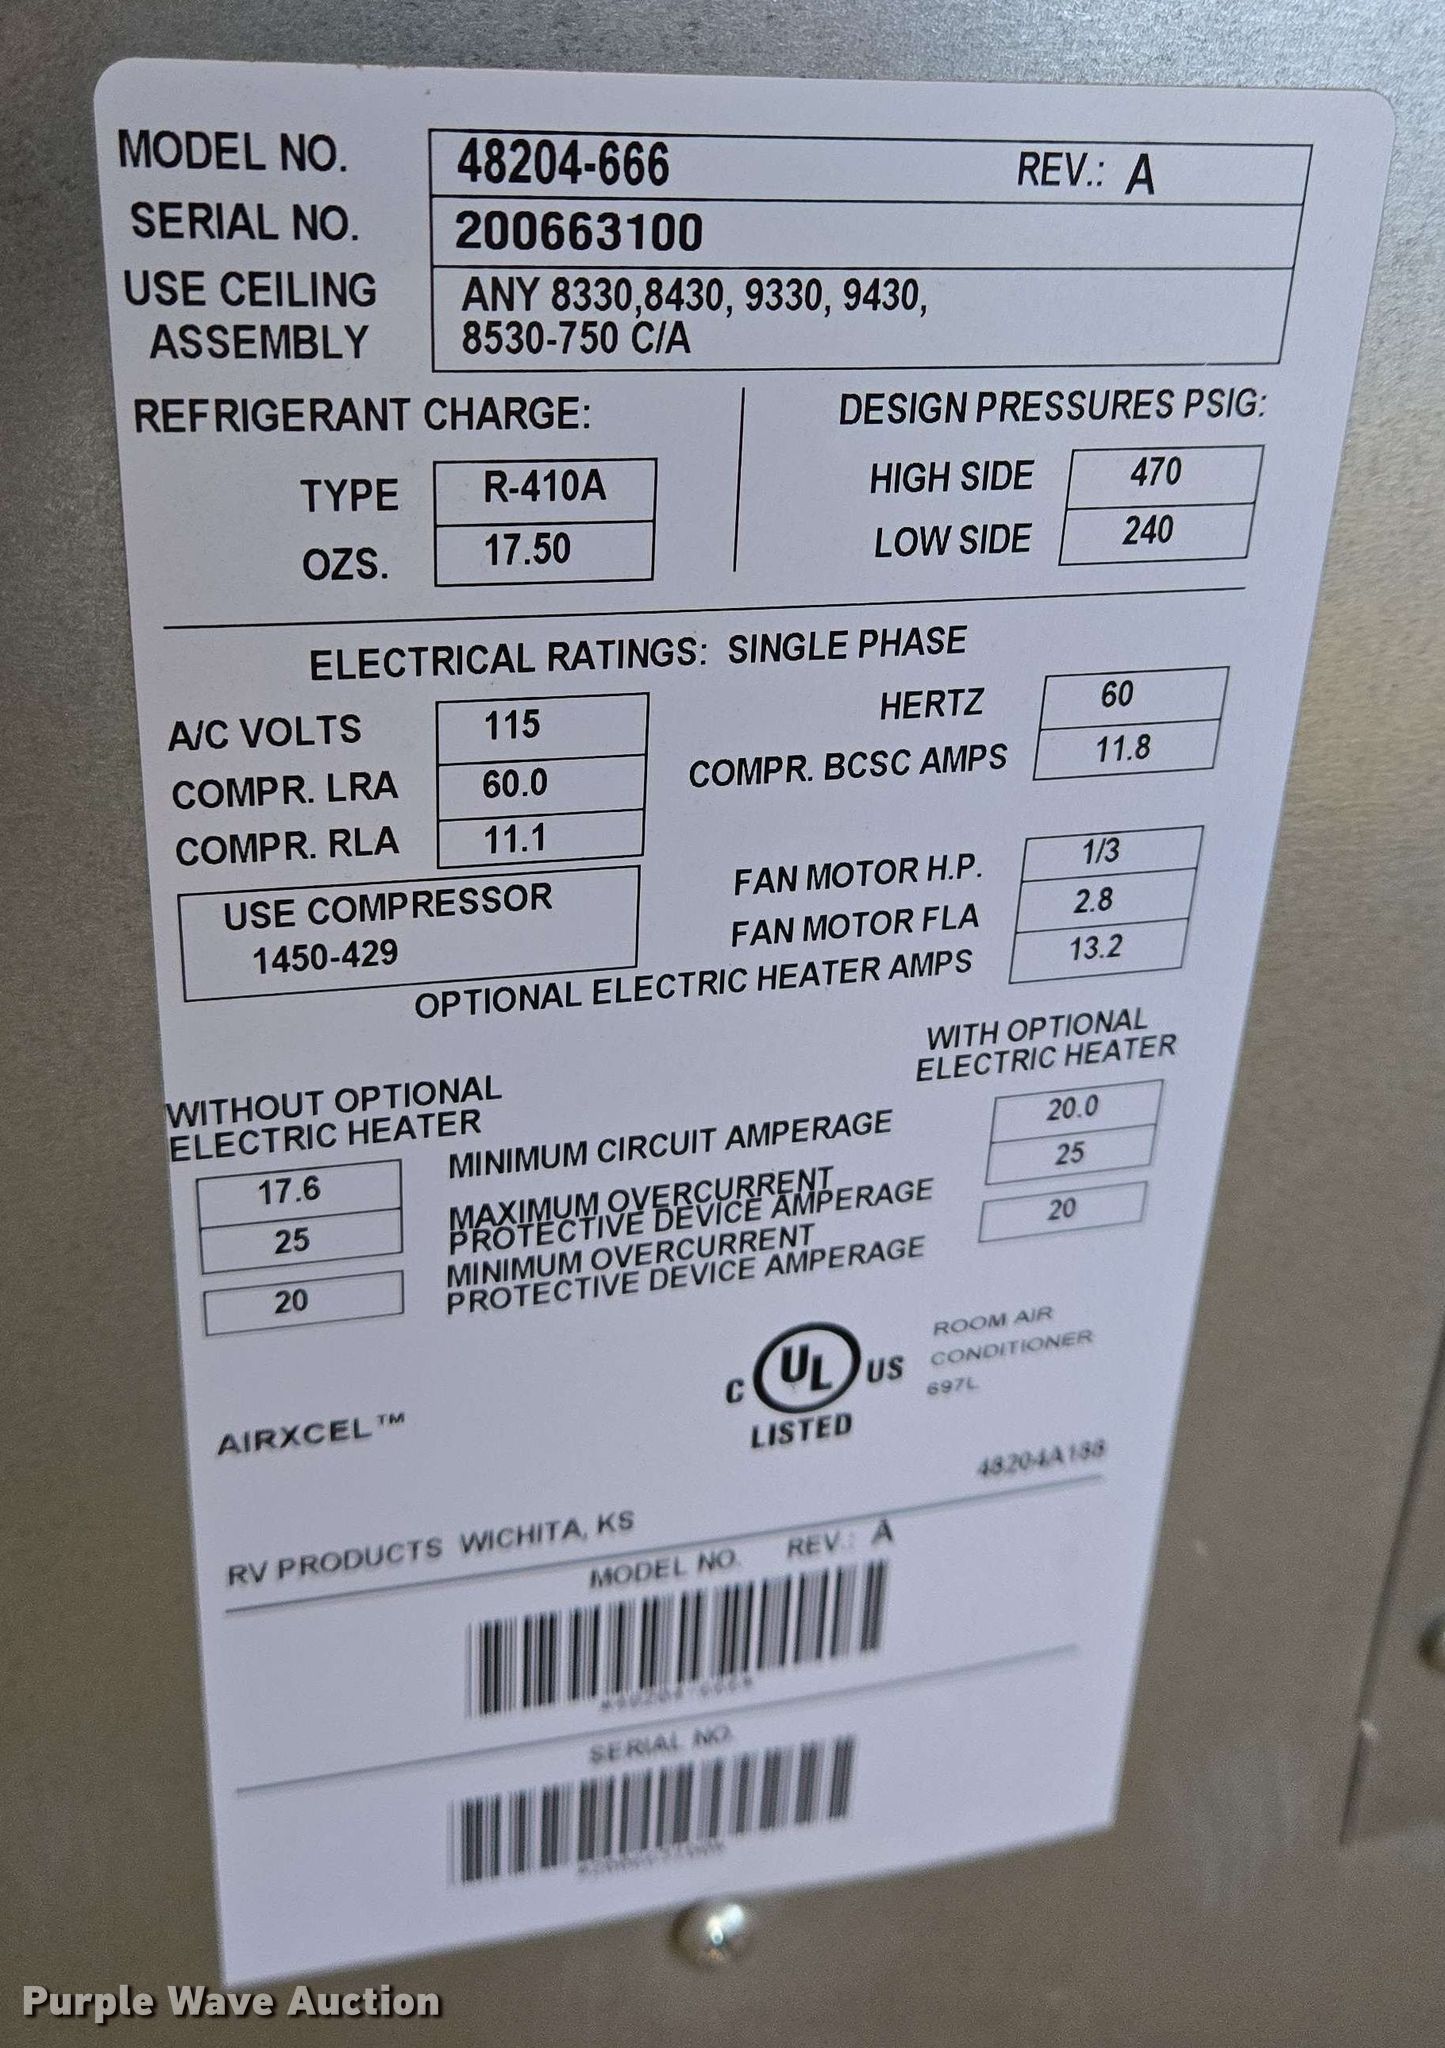 MODEL NO. 48204-666 REV.: A
SERIAL NO. 200663100
USE CEILING ASSEMBLY ANY 8330,8430, 9330, 9430,
8530-750 C/A
REFRIGERANT CHARGE:
TYPE R-410A
OZS. 17.50
DESIGN PRESSURES PSIG:
HIGH SIDE 470
LOW SIDE 240
ELECTRICAL RATINGS: SINGLE PHASE
A/C VOLTS 115
COMPR. LRA 60.0
COMPR. RLA 11.1
HERTZ 60
COMPR. BCSC AMPS 11.8
USE COMPRESSOR
1450-429
FAN MOTOR H.P. 1/3
FAN MOTOR FLA 2.8
OPTIONAL ELECTRIC HEATER AMPS 13.2
WITHOUT OPTIONAL
ELECTRIC HEATER
WITH OPTIONAL
ELECTRIC HEATER
17.6 MINIMUM CIRCUIT AMPERAGE 20.0
25 MAXIMUM OVERCURRENT
PROTECTIVE DEVICE AMPERAGE 25
20 MINIMUM OVERCURRENT
PROTECTIVE DEVICE AMPERAGE 20
C UL US
LISTED
ROOM AIR
CONDITIONER
697L
AIRXCEL™
48204A188
RV PRODUCTS WICHITA, KS
MODEL NO. REV.: A
SERIAL NO.
Purple Wave Auction